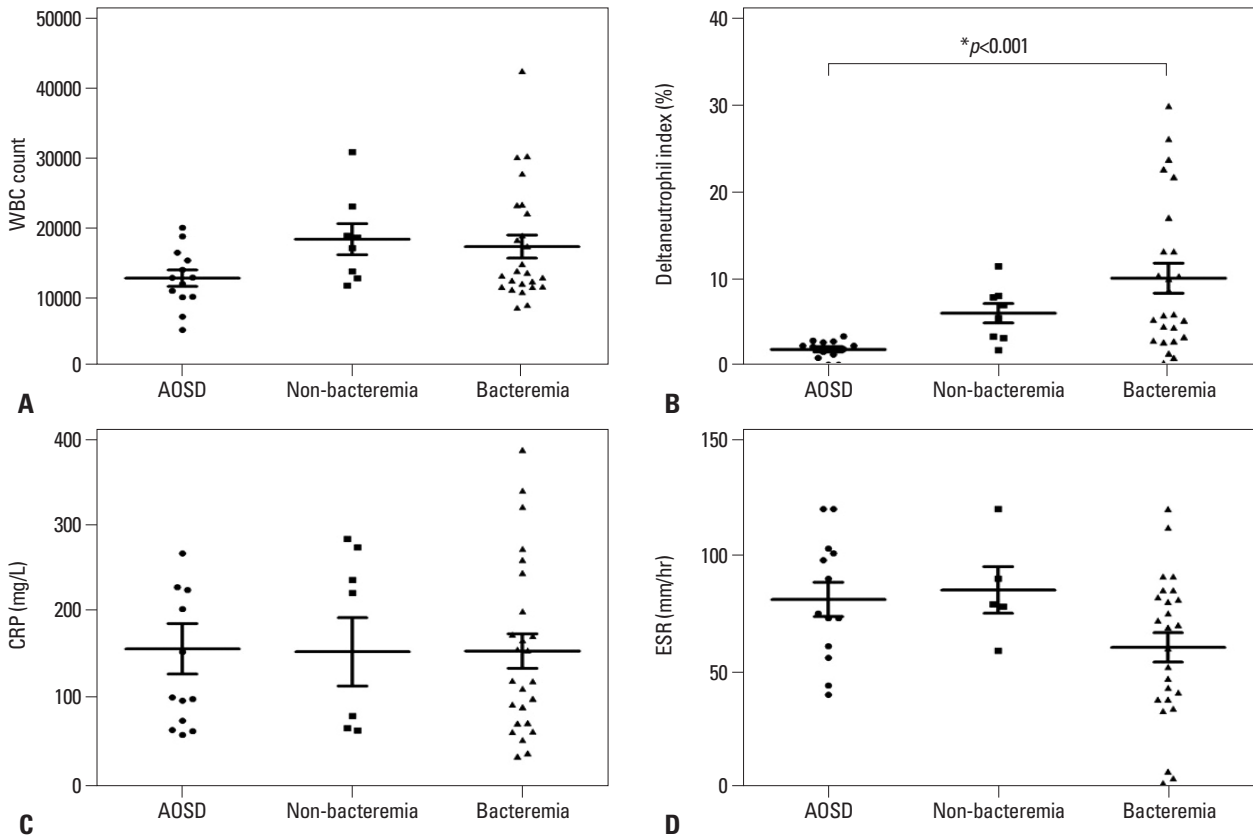 50000
40000
30000
20000
10000
0
WBC count
AOSD
Non-bacteremia
Bacteremia
A
40
30
20
10
0
Deltaneutrophil index (%)
*p<0.001
AOSD
Non-bacteremia
Bacteremia
B
400
300
200
100
0
CRP (mg/L)
AOSD
Non-bacteremia
Bacteremia
C
150
100
50
0
ESR (mm/hr)
AOSD
Non-bacteremia
Bacteremia
D